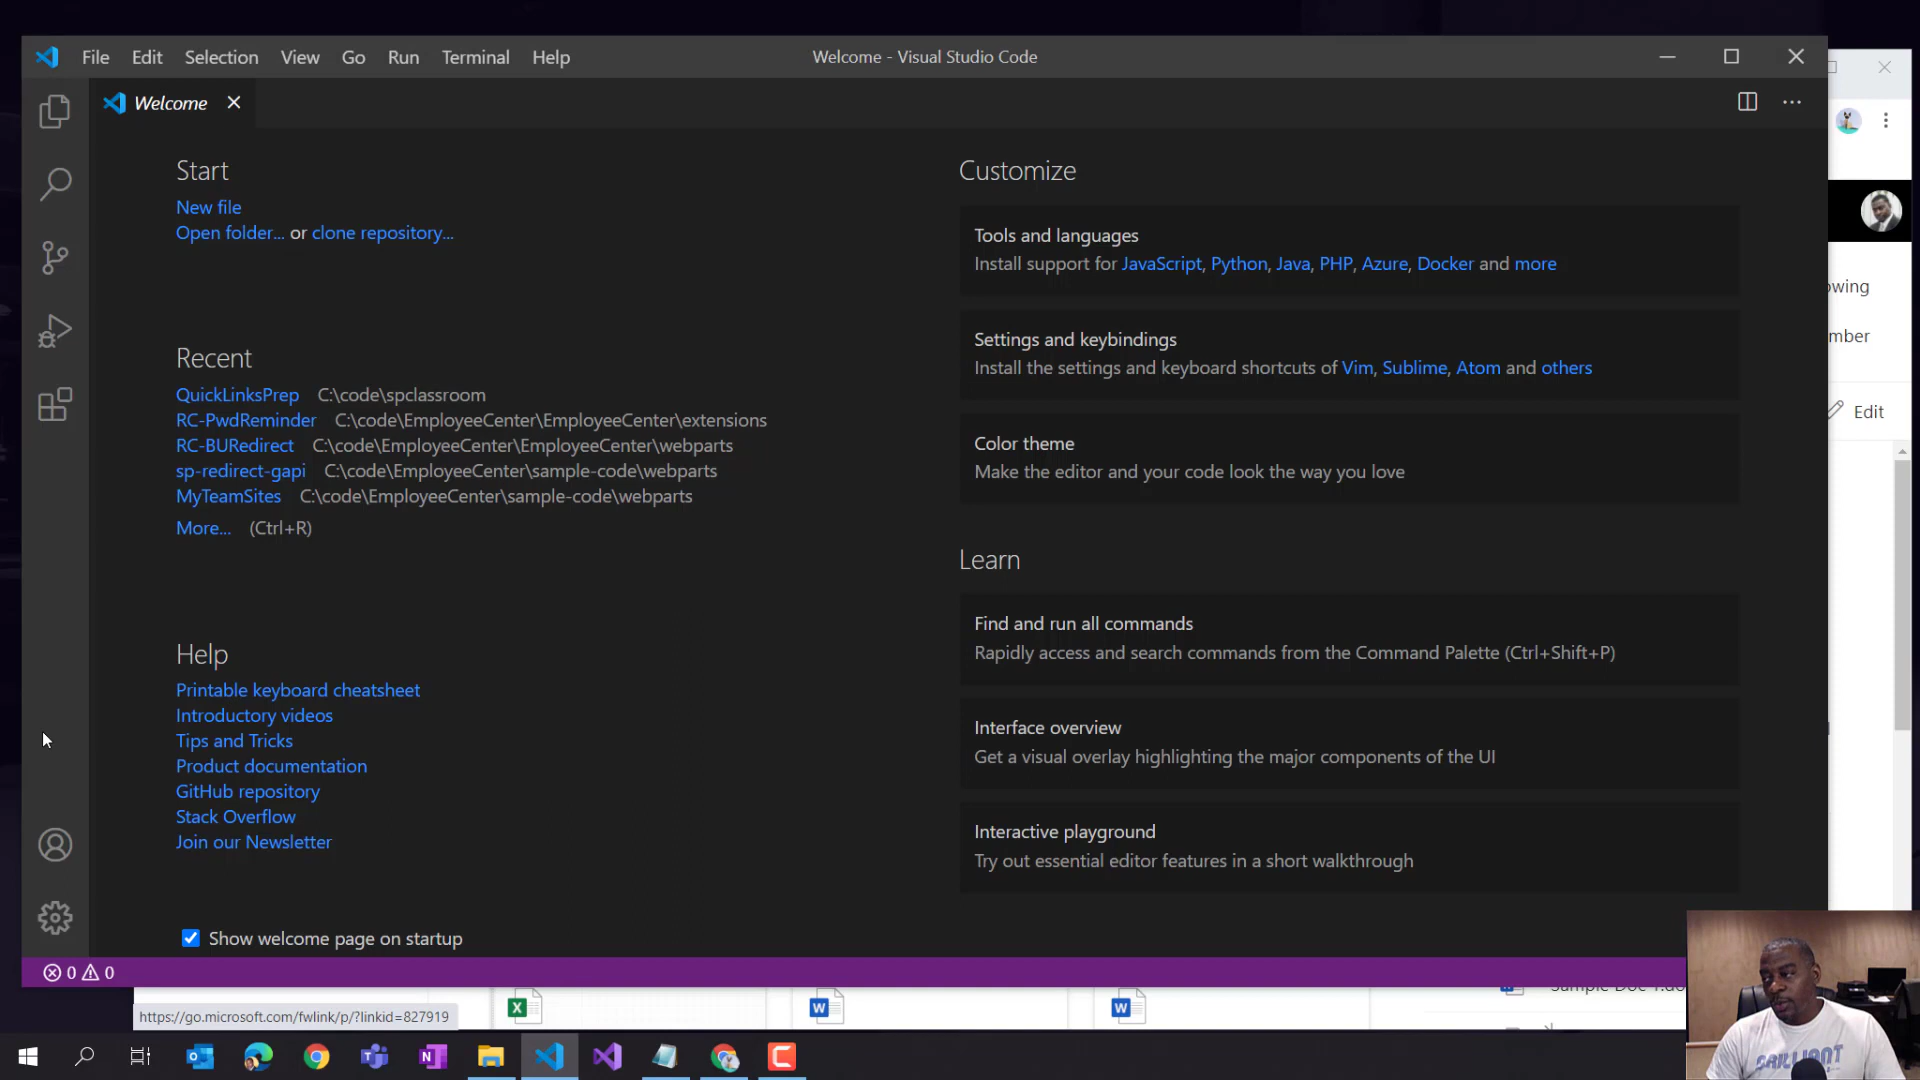 File Edit Selection View Go Run Terminal Help
Welcome - Visual Studio Code
Welcome
Start
New file
Open folder... or clone repository...
Recent
QuickLinksPrep C:\code\spclassroom
RC-PwdReminder C:\code\EmployeeCenter\EmployeeCenter\extensions
RC-BURedirect C:\code\EmployeeCenter\EmployeeCenter\webparts
sp-redirect-gapi C:\code\EmployeeCenter\sample-code\webparts
MyTeamSites C:\code\EmployeeCenter\sample-code\webparts
More... (Ctrl+R)
Help
Printable keyboard cheatsheet
Introductory videos
Tips and Tricks
Product documentation
GitHub repository
Stack Overflow
Join our Newsletter
Show welcome page on startup
Customize
Tools and languages
Install support for JavaScript, Python, Java, PHP, Azure, Docker and more
Settings and keybindings
Install the settings and keyboard shortcuts of Vim, Sublime, Atom and others
Color theme
Make the editor and your code look the way you love
Learn
Find and run all commands
Rapidly access and search commands from the Command Palette (Ctrl+Shift+P)
Interface overview
Get a visual overlay highlighting the major components of the UI
Interactive playground
Try out essential editor features in a short walkthrough
owing
mber
Edit
0 0
https://go.microsoft.com/fwlink/p/?linkid=827919